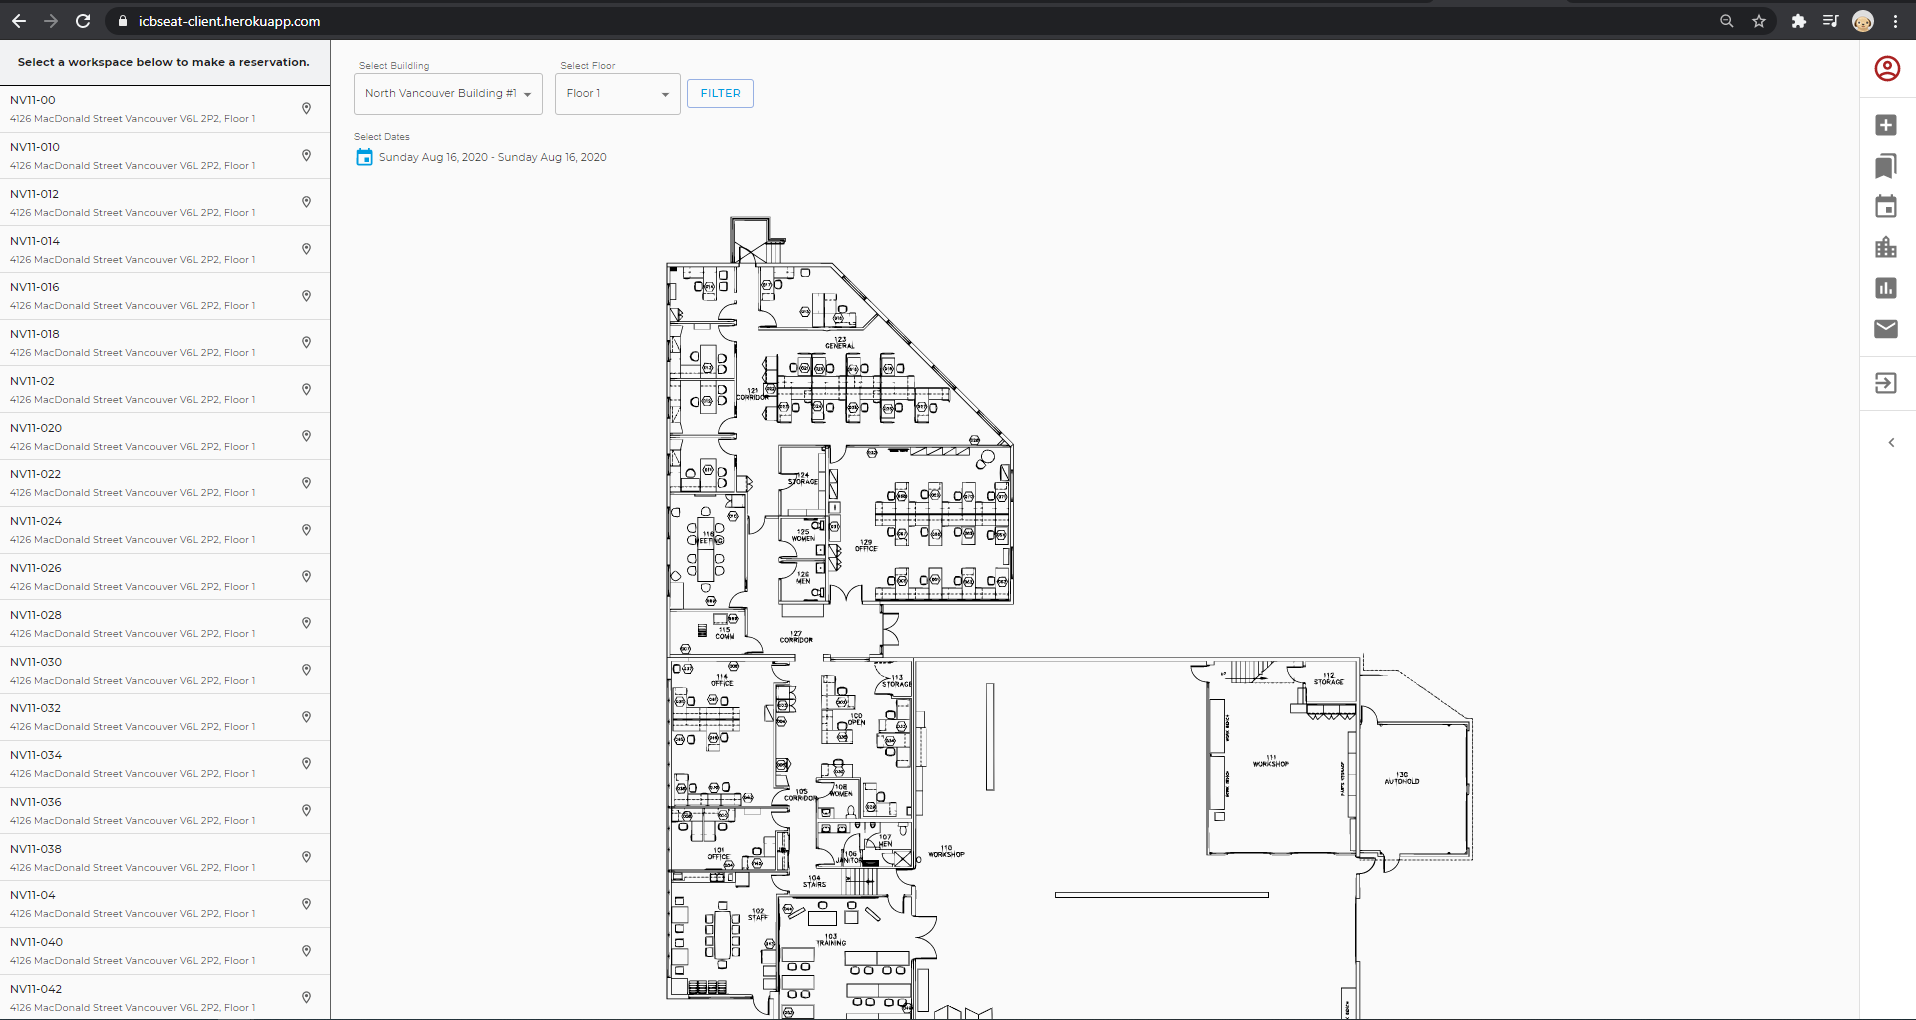 icbseat-client.herokuapp.com
Select a workspace below to make a reservation.
NV11-00
4126 MacDonald Street Vancouver V6L 2P2, Floor 1
NV11-010
4126 MacDonald Street Vancouver V6L 2P2, Floor 1
NV11-012
4126 MacDonald Street Vancouver V6L 2P2, Floor 1
NV11-014
4126 MacDonald Street Vancouver V6L 2P2, Floor 1
NV11-016
4126 MacDonald Street Vancouver V6L 2P2, Floor 1
NV11-018
4126 MacDonald Street Vancouver V6L 2P2, Floor 1
NV11-02
4126 MacDonald Street Vancouver V6L 2P2, Floor 1
NV11-020
4126 MacDonald Street Vancouver V6L 2P2, Floor 1
NV11-022
4126 MacDonald Street Vancouver V6L 2P2, Floor 1
NV11-024
4126 MacDonald Street Vancouver V6L 2P2, Floor 1
NV11-026
4126 MacDonald Street Vancouver V6L 2P2, Floor 1
NV11-028
4126 MacDonald Street Vancouver V6L 2P2, Floor 1
NV11-030
4126 MacDonald Street Vancouver V6L 2P2, Floor 1
NV11-032
4126 MacDonald Street Vancouver V6L 2P2, Floor 1
NV11-034
4126 MacDonald Street Vancouver V6L 2P2, Floor 1
NV11-036
4126 MacDonald Street Vancouver V6L 2P2, Floor 1
NV11-038
4126 MacDonald Street Vancouver V6L 2P2, Floor 1
NV11-04
4126 MacDonald Street Vancouver V6L 2P2, Floor 1
NV11-040
4126 MacDonald Street Vancouver V6L 2P2, Floor 1
NV11-042
4126 MacDonald Street Vancouver V6L 2P2, Floor 1
Select Buildling
North Vancouver Building #1
Select Floor
Floor 1
FILTER
Select Dates
Sunday Aug 16, 2020 - Sunday Aug 16, 2020
123
GENERAL
121
CORRIDOR
124
STORAGE
125
WOMEN
129
OFFICE
116
MEETING
126
MEN
115
COMM
127
CORRIDOR
114
OFFICE
113
STORAGE
112
STORAGE
100
OPEN
111
WORKSHOP
130
AUTOHOLD
105
CORRIDOR
108
WOMEN
107
MEN
101
OFFICE
106
JANITOR
110
WORKSHOP
104
STAIRS
102
STAFF
103
TRAINING